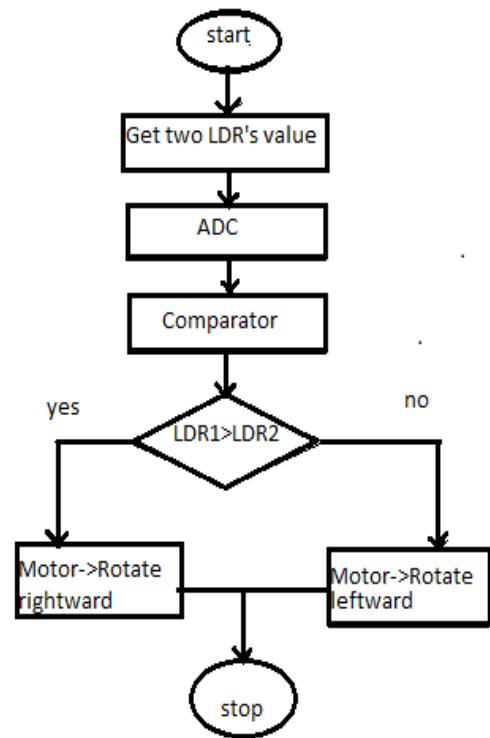 start
Get two LDR's value
ADC
Comparator
LDR1>LDR2
yes
no
Motor->Rotate
rightward
Motor->Rotate
leftward
stop